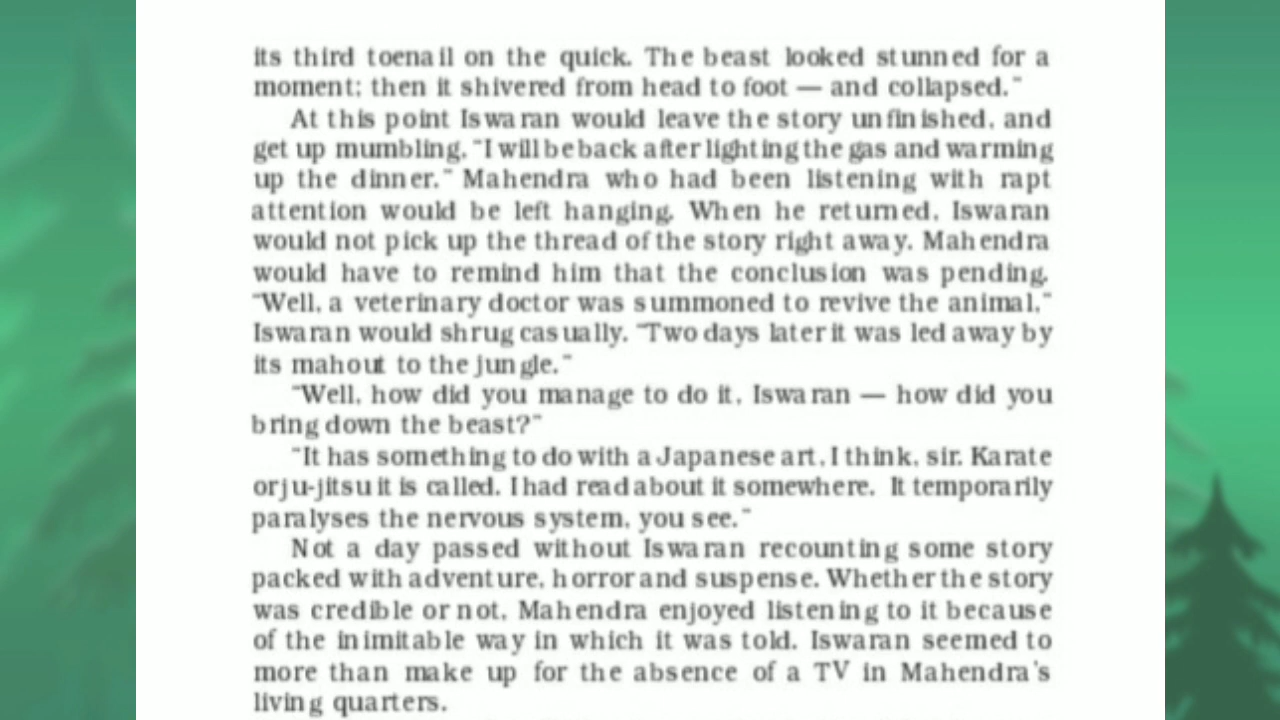 its third toenail on the quick. The beast looked stunned for a
moment; then it shivered from head to foot — and collapsed.”
At this point Iswaran would leave the story unfinished, and
get up mumbling, “I will be back after lighting the gas and warming
up the dinner.” Mahendra who had been listening with rapt
attention would be left hanging. When he returned, Iswaran
would not pick up the thread of the story right away. Mahendra
would have to remind him that the conclusion was pending.
“Well, a veterinary doctor was summoned to revive the animal,”
Iswaran would shrug casually. “Two days later it was led away by
its mahout to the jungle.”
“Well, how did you manage to do it, Iswaran — how did you
bring down the beast?”
“It has something to do with a Japanese art, I think, sir. Karate
or ju-jitsu it is called. I had read about it somewhere. It temporarily
paralyses the nervous system, you see.”
Not a day passed without Iswaran recounting some story
packed with adventure, horror and suspense. Whether the story
was credible or not, Mahendra enjoyed listening to it because
of the inimitable way in which it was told. Iswaran seemed to
more than make up for the absence of a TV in Mahendra’s
living quarters.